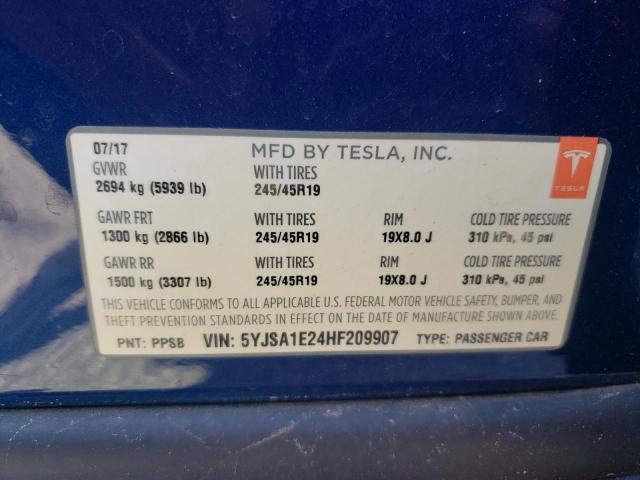 07/17 MFD BY TESLA, INC.
GVWR WITH TIRES
2694 kg (5939 lb) 245/45R19
GAWR FRT WITH TIRES RIM COLD TIRE PRESSURE
1300 kg (2866 lb) 245/45R19 19X8.0 J 310 kPa, 45 psi
GAWR RR WITH TIRES RIM COLD TIRE PRESSURE
1500 kg (3307 lb) 245/45R19 19X8.0 J 310 kPa, 45 psi
THIS VEHICLE CONFORMS TO ALL APPLICABLE U.S. FEDERAL MOTOR VEHICLE SAFETY, BUMPER, AND
THEFT PREVENTION STANDARDS IN EFFECT ON THE DATE OF MANUFACTURE SHOWN ABOVE.
PNT: PPSB VIN: 5YJSA1E24HF209907 TYPE: PASSENGER CAR
TESLA